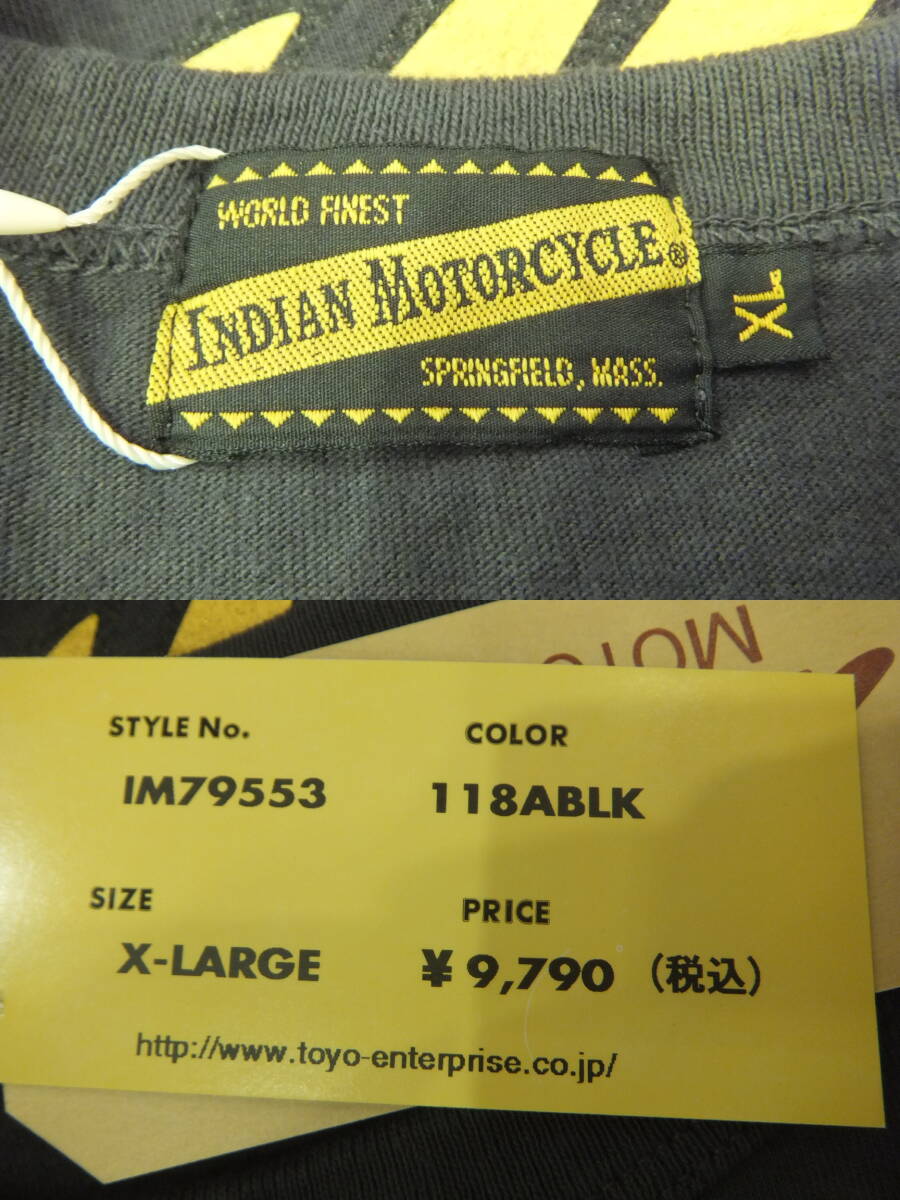 WORLD FINEST
INDIAN MOTORCYCLE®
SPRINGFIELD, MASS.
XL
MOTO
STYLE No.
COLOR
IM79553
118ABLK
SIZE
PRICE
X-LARGE
¥ 9,790 (税込)
http://www.toyo-enterprise.co.jp/